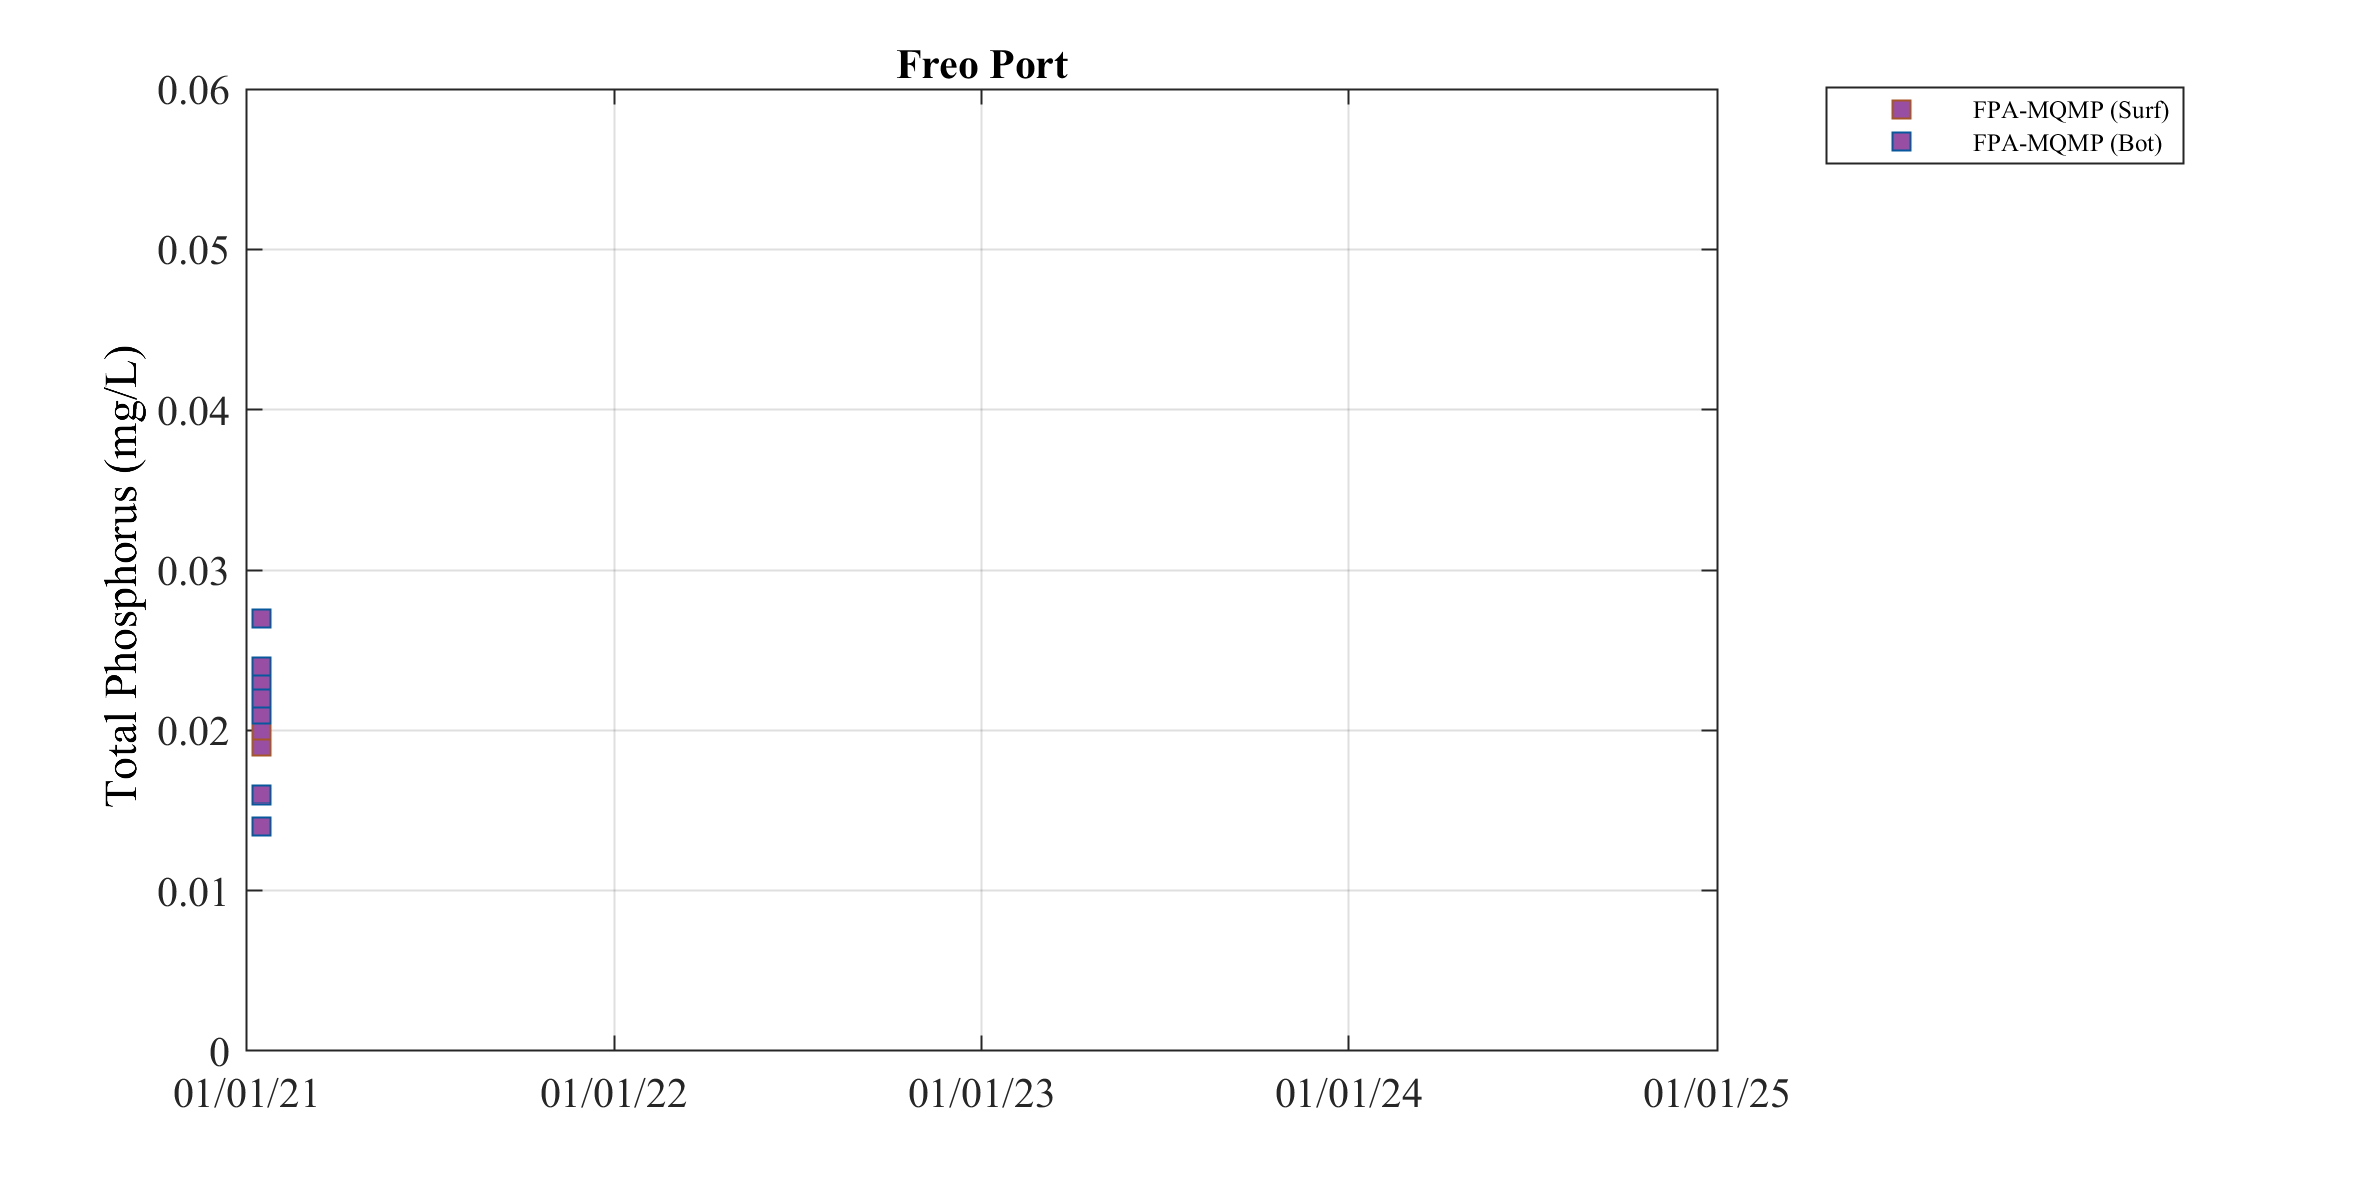 Freo Port
0.06
0.05
0.04
0.03
0.02
0.01
0
Total Phosphorus (mg/L)
01/01/21 01/01/22 01/01/23 01/01/24 01/01/25
FPA-MQMP (Surf)
FPA-MQMP (Bot)